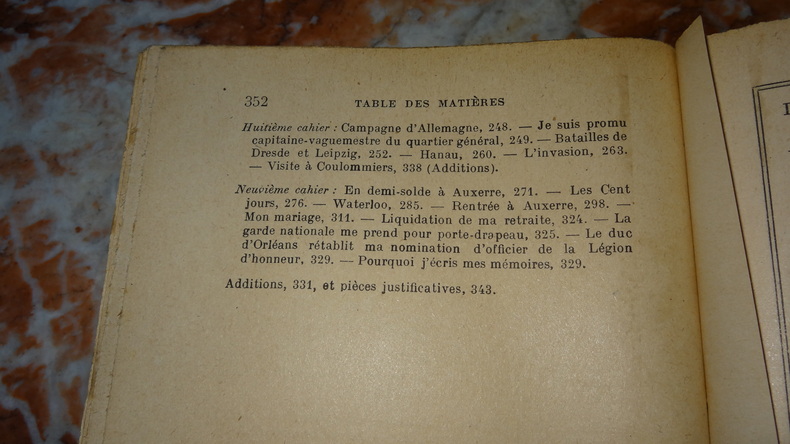 352 TABLE DES MATIÈRES
Huitième cahier : Campagne d'Allemagne, 248. — Je suis promu
capitaine-vaguemestre du quartier général, 249. — Batailles de
Dresde et Leipzig, 252. — Hanau, 260. — L'invasion, 263.
— Visite à Coulommiers, 338 (Additions).
Neuvième cahier : En demi-solde à Auxerre, 271. — Les Cent
jours, 276. — Waterloo, 285. — Rentrée à Auxerre, 298. —
Mon mariage, 311. — Liquidation de ma retraite, 324. — La
garde nationale me prend pour porte-drapeau, 325. — Le duc
d'Orléans rétablit ma nomination d'officier de la Légion
d'honneur, 329. — Pourquoi j'écris mes mémoires, 329.
Additions, 331, et pièces justificatives, 343.